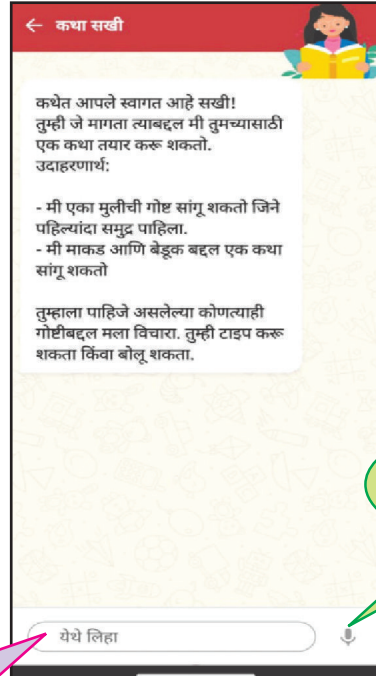 कथा सखी
कथेत आपले स्वागत आहे सखी!
तुम्ही जे मागता त्याबद्दल मी तुमच्यासाठी
एक कथा तयार करू शकतो.
उदाहरणार्थ:
- मी एका मुलीची गोष्ट सांगू शकतो जिने
पहिल्यांदा समुद्र पाहिला.
- मी माकड आणि बेडूक बद्दल एक कथा
सांगू शकतो
तुम्हाला पाहिजे असलेल्या कोणत्याही
गोष्टीबद्दल मला विचारा. तुम्ही टाइप करू
शकता किंवा बोलू शकता.
येथे लिहा